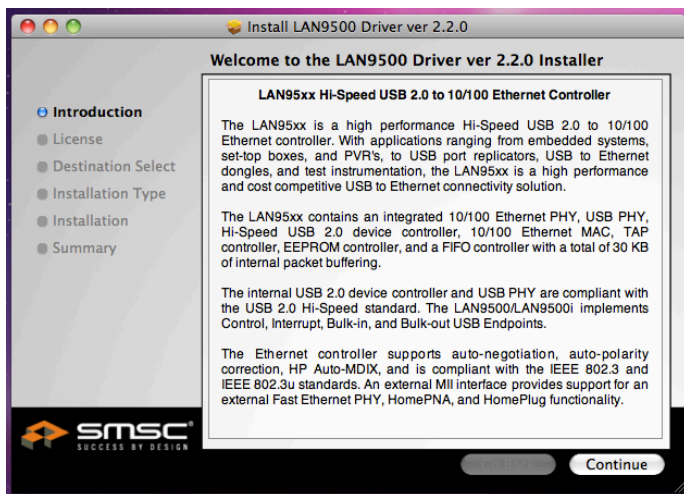 Install LAN9500 Driver ver 2.2.0
Welcome to the LAN9500 Driver ver 2.2.0 Installer
Introduction
License
Destination Select
Installation Type
Installation
Summary
LAN95xx Hi-Speed USB 2.0 to 10/100 Ethernet Controller
The LAN95xx is a high performance Hi-Speed USB 2.0 to 10/100
Ethernet controller. With applications ranging from embedded systems,
set-top boxes, and PVR's, to USB port replicators, USB to Ethernet
dongles, and test instrumentation, the LAN95xx is a high performance
and cost competitive USB to Ethernet connectivity solution.
The LAN95xx contains an integrated 10/100 Ethernet PHY, USB PHY,
Hi-Speed USB 2.0 device controller, 10/100 Ethernet MAC, TAP
controller, EEPROM controller, and a FIFO controller with a total of 30 KB
of internal packet buffering.
The internal USB 2.0 device controller and USB PHY are compliant with
the USB 2.0 Hi-Speed standard. The LAN9500/LAN9500i implements
Control, Interrupt, Bulk-in, and Bulk-out USB Endpoints.
The Ethernet controller supports auto-negotiation, auto-polarity
correction, HP Auto-MDIX, and is compliant with the IEEE 802.3 and
IEEE 802.3u standards. An external MII interface provides support for an
external Fast Ethernet PHY, HomePNA, and HomePlug functionality.
smsc®
SUCCESS BY DESIGN
Go Back
Continue